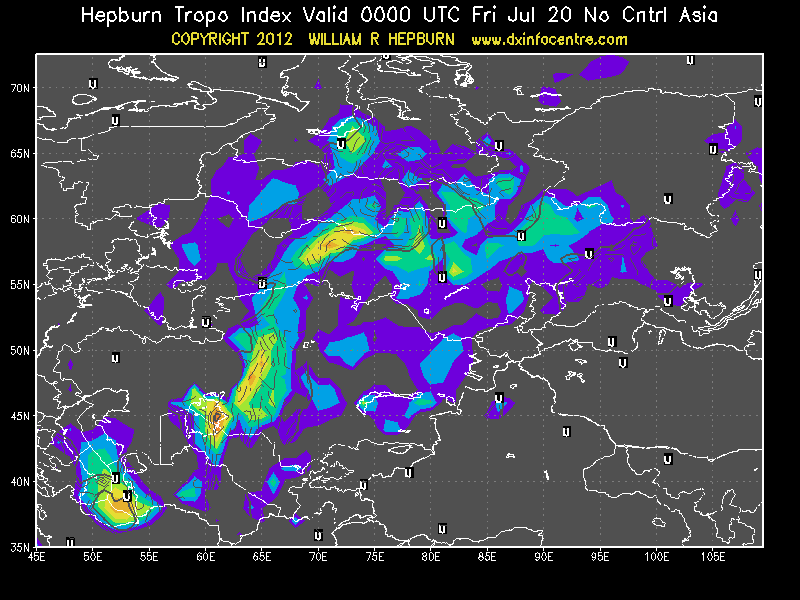 Hepburn Tropo Index Valid 0000 UTC Fri Jul 20 No Cntrl Asia
COPYRIGHT 2012 WILLIAM R HEPBURN www.dxinfocentre.com
70N
65N
60N
55N
50N
45N
40N
35N
45E 50E 55E 60E 65E 70E 75E 80E 85E 90E 95E 100E 105E